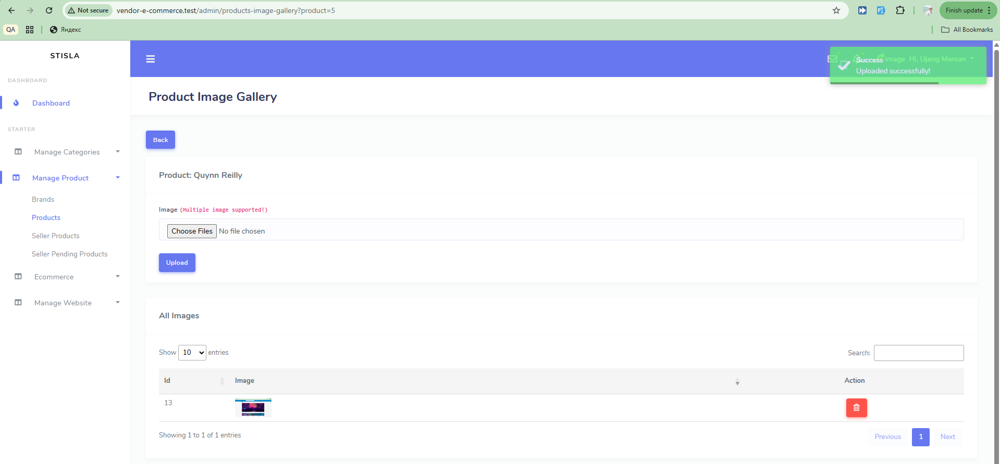 Not secure vendor-e-commerce.test/admin/products-image-gallery?product=5 Finish update
QA Яндекс All Bookmarks
STISLA
DASHBOARD
Dashboard
STARTER
Manage Categories
Manage Product
Brands
Products
Seller Products
Seller Pending Products
Ecommerce
Manage Website
image Hi, Ujang Maman
Success
Uploaded successfully!
Product Image Gallery
Back
Product: Quynn Reilly
Image (Multiple image supported!)
Choose Files No file chosen
Upload
All Images
Show 10 entries Search:
Id Image Action
13
Showing 1 to 1 of 1 entries Previous 1 Next